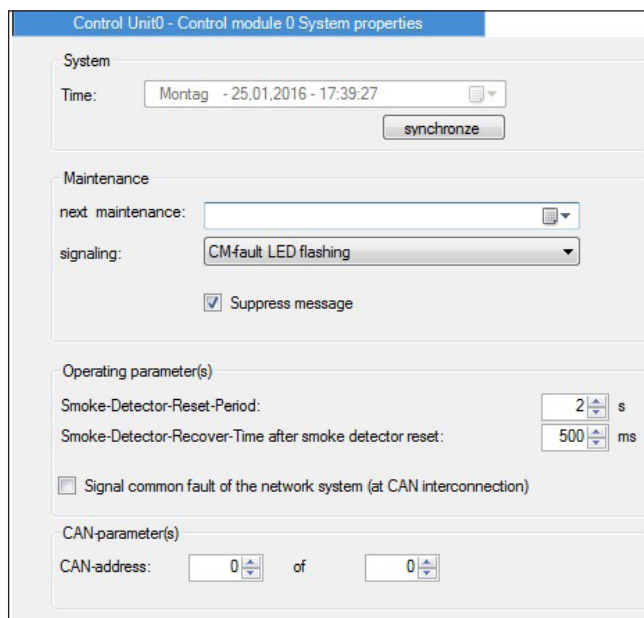 Control Unit0 - Control module 0 System properties
System
Time: Montag - 25,01,2016 - 17:39:27
synchronze
Maintenance
next maintenance:
signaling: CM-fault LED flashing
Suppress message
Operating parameter(s)
Smoke-Detector-Reset-Period: 2 s
Smoke-Detector-Recover-Time after smoke detector reset: 500 ms
Signal common fault of the network system (at CAN interconnection)
CAN-parameter(s)
CAN-address: 0 of 0